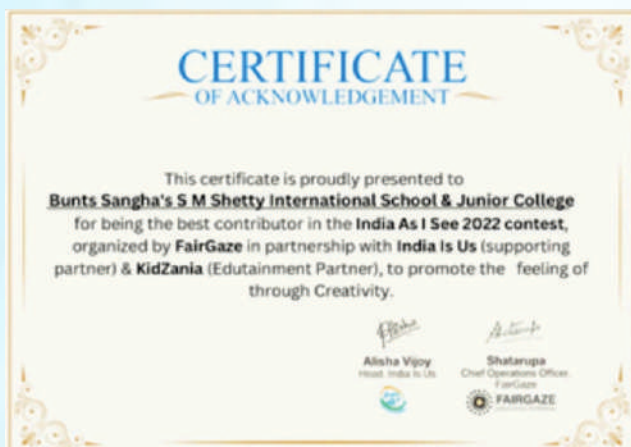 CERTIFICATE
OF ACKNOWLEDGEMENT
This certificate is proudly presented to
Bunts Sangha's S M Shetty International School & Junior College
for being the best contributor in the India As I See 2022 contest,
organized by FairGaze in partnership with India Is Us (supporting
partner) & KidZania (Edutainment Partner), to promote the feeling of
through Creativity.
Alisha Vijoy
Head, India Is Us
Shatarupa
Chief Operations Officer,
FairGaze
FAIRGAZE